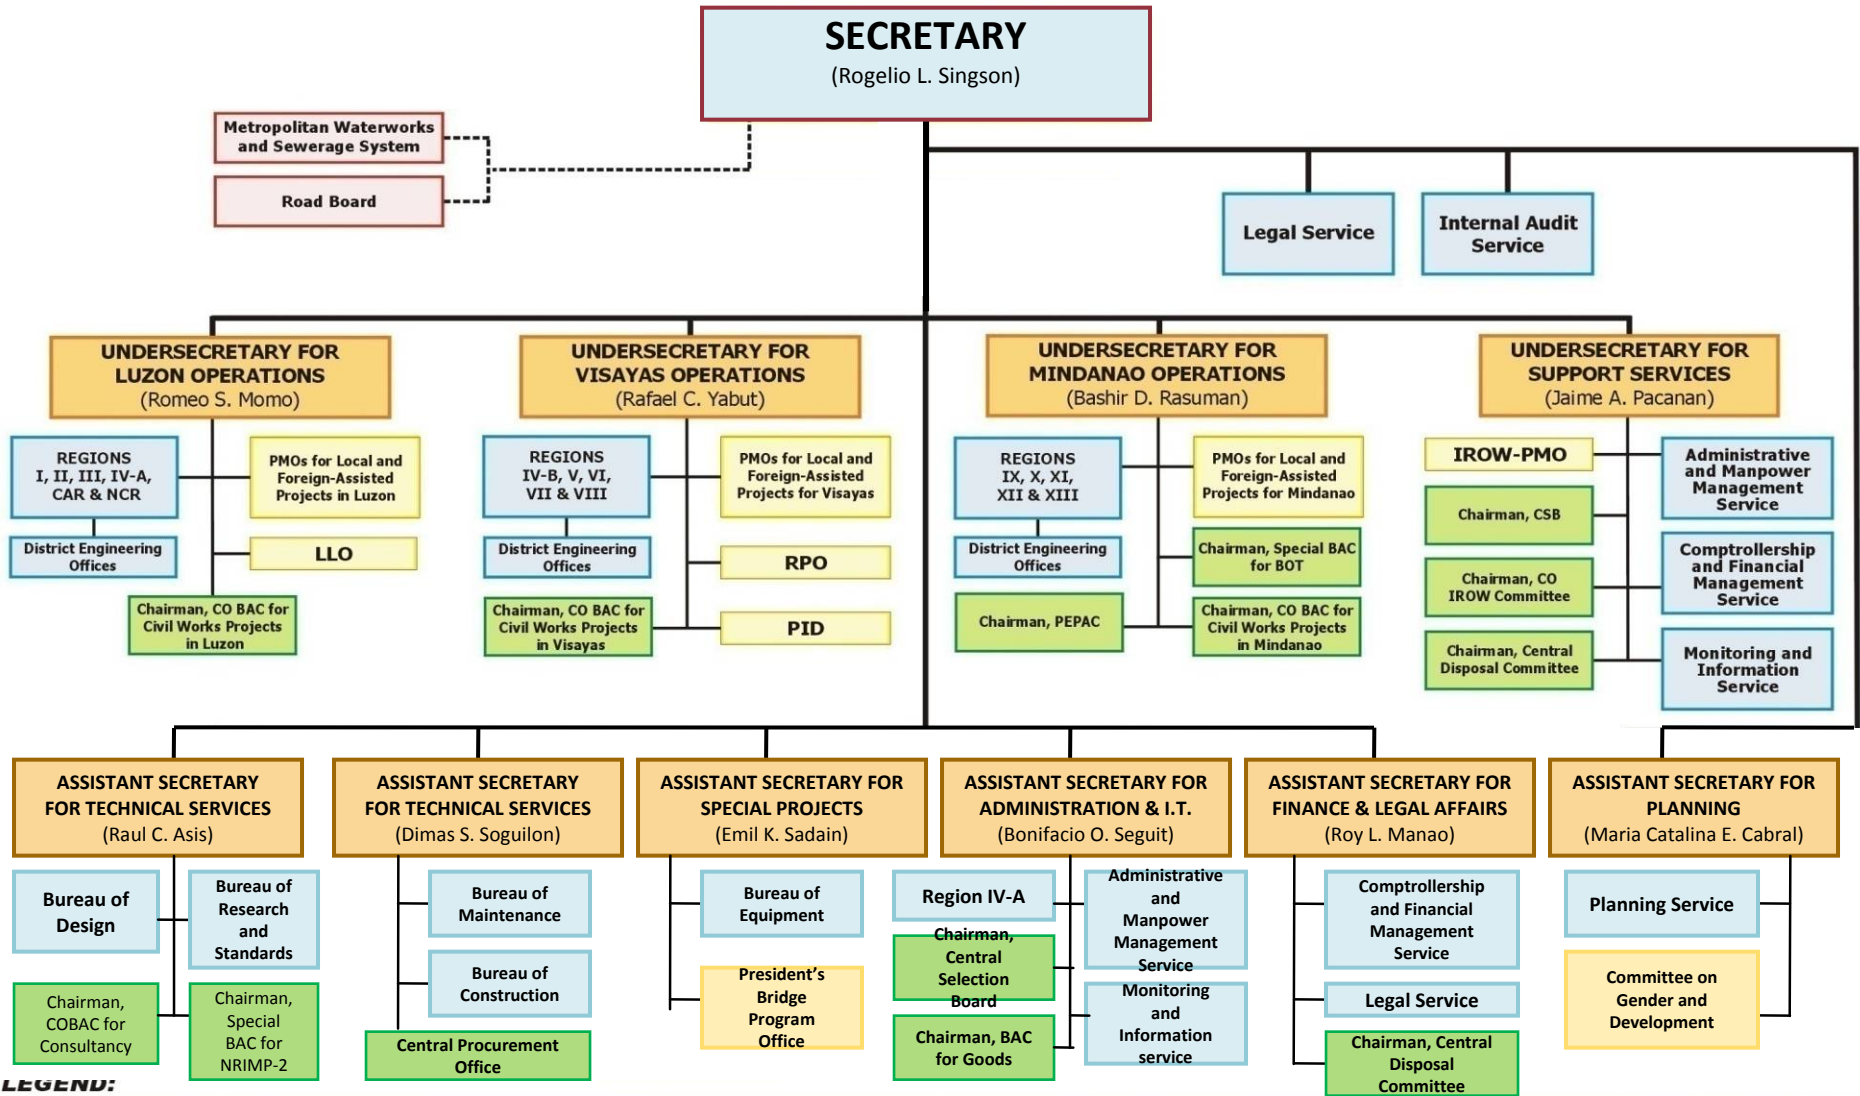 SECRETARY
(Rogelio L. Singson)
Metropolitan Waterworks
and Sewerage System
Road Board
Legal Service
Internal Audit
Service
UNDERSECRETARY FOR
LUZON OPERATIONS
(Romeo S. Momo)
REGIONS
I, II, III, IV-A,
CAR & NCR
PMOs for Local and
Foreign-Assisted
Projects in Luzon
District Engineering
Offices
LLO
Chairman, CO BAC for
Civil Works Projects
in Luzon
UNDERSECRETARY FOR
VISAYAS OPERATIONS
(Rafael C. Yabut)
REGIONS
IV-B, V, VI,
VII & VIII
PMOs for Local and
Foreign-Assisted
Projects for Visayas
District Engineering
Offices
RPO
Chairman, CO BAC for
Civil Works Projects
in Visayas
PID
UNDERSECRETARY FOR
MINDANAO OPERATIONS
(Bashir D. Rasuman)
REGIONS
IX, X, XI,
XII & XIII
PMOs for Local and
Foreign-Assisted
Projects for Mindanao
District Engineering
Offices
Chairman, Special BAC
for BOT
Chairman, PEPAC
Chairman, CO BAC for
Civil Works Projects
in Mindanao
UNDERSECRETARY FOR
SUPPORT SERVICES
(Jaime A. Pacanan)
IROW-PMO
Administrative
and Manpower
Management
Service
Chairman, CSB
Comptrollership
and Financial
Management
Service
Chairman, CO
IROW Committee
Chairman, Central
Disposal Committee
Monitoring and
Information
Service
ASSISTANT SECRETARY
FOR TECHNICAL SERVICES
(Raul C. Asis)
Bureau of
Design
Bureau of
Research
and
Standards
Chairman,
COBAC for
Consultancy
Chairman,
Special
BAC for
NRIMP-2
ASSISTANT SECRETARY
FOR TECHNICAL SERVICES
(Dimas S. Soguilon)
Bureau of
Maintenance
Bureau of
Construction
Central Procurement
Office
ASSISTANT SECRETARY FOR
SPECIAL PROJECTS
(Emil K. Sadain)
Bureau of
Equipment
President’s
Bridge
Program
Office
ASSISTANT SECRETARY FOR
ADMINISTRATION & I.T.
(Bonifacio O. Seguit)
Region IV-A
Administrative
and
Manpower
Management
Service
Chairman,
Central
Selection
Board
Monitoring
and
Information
service
Chairman, BAC
for Goods
ASSISTANT SECRETARY FOR
FINANCE & LEGAL AFFAIRS
(Roy L. Manao)
Comptrollership
and Financial
Management
Service
Legal Service
Chairman, Central
Disposal
Committee
ASSISTANT SECRETARY FOR
PLANNING
(Maria Catalina E. Cabral)
Planning Service
Committee on
Gender and
Development
LEGEND: